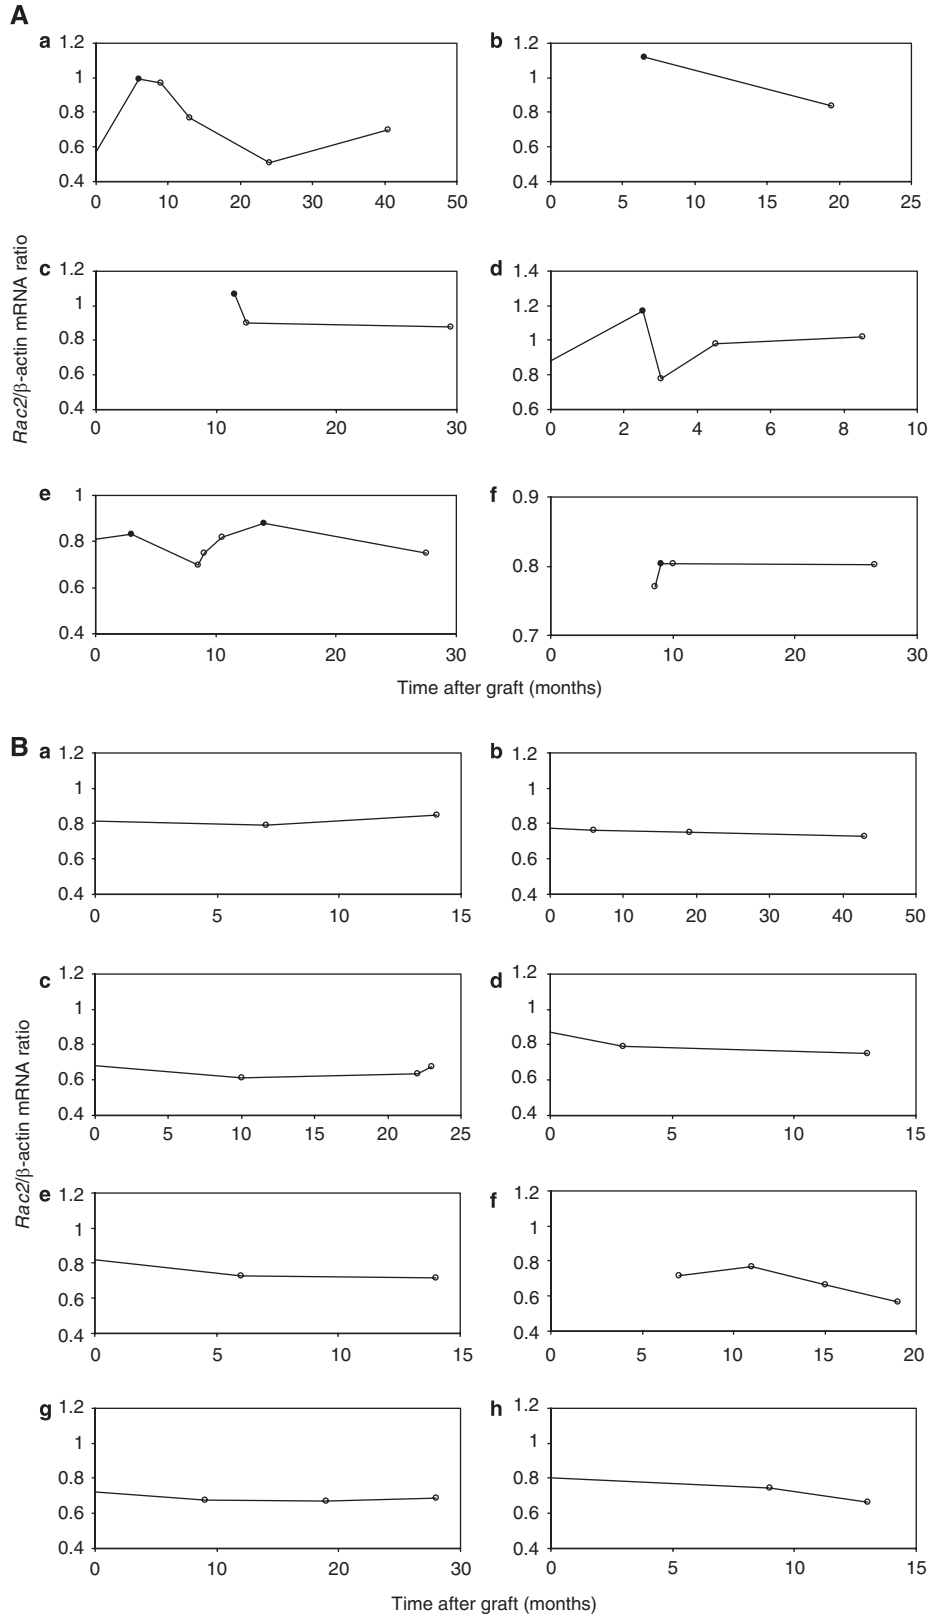 A
a 1.2 1 0.8 0.6 0.4
0 10 20 30 40 50
b 1.2 1 0.8 0.6 0.4
0 5 10 15 20 25
c 1.2 1 0.8 0.6 0.4
0 10 20 30
d 1.4 1.2 1 0.8 0.6
0 2 4 6 8 10
e 1 0.8 0.6 0.4
0 10 20 30
f 0.9 0.8 0.7
0 10 20 30
Rac2/β-actin mRNA ratio
Time after graft (months)
B
a 1.2 1 0.8 0.6 0.4
0 5 10 15
b 1.2 1 0.8 0.6 0.4
0 10 20 30 40 50
c 1.2 1 0.8 0.6 0.4
0 5 10 15 20 25
d 1.2 1 0.8 0.6 0.4
0 5 10 15
e 1.2 1 0.8 0.6 0.4
0 5 10 15
f 1.2 1 0.8 0.6 0.4
0 5 10 15 20
g 1.2 1 0.8 0.6 0.4
0 10 20 30
h 1.2 1 0.8 0.6 0.4
0 5 10 15
Rac2/β-actin mRNA ratio
Time after graft (months)